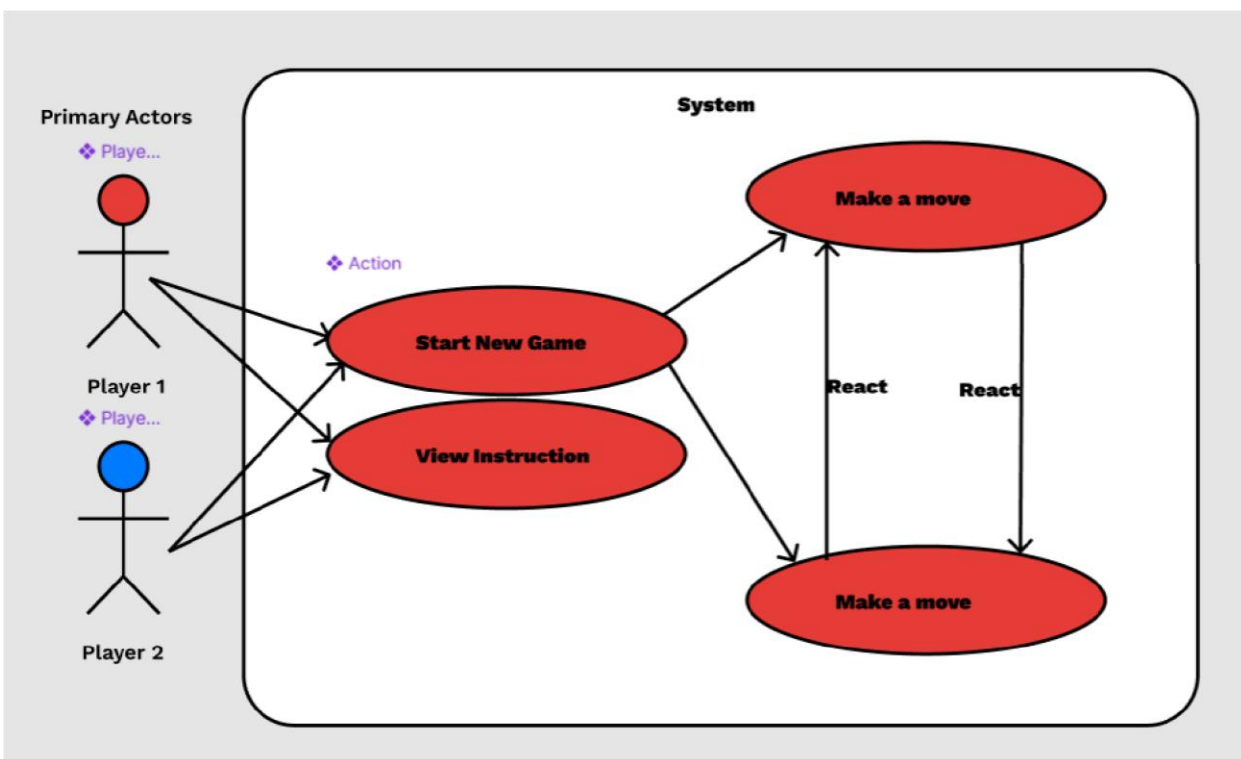 System
Primary Actors
Playe...
Make a move
Action
Start New Game
Player 1
React
React
Playe...
View Instruction
Make a move
Player 2